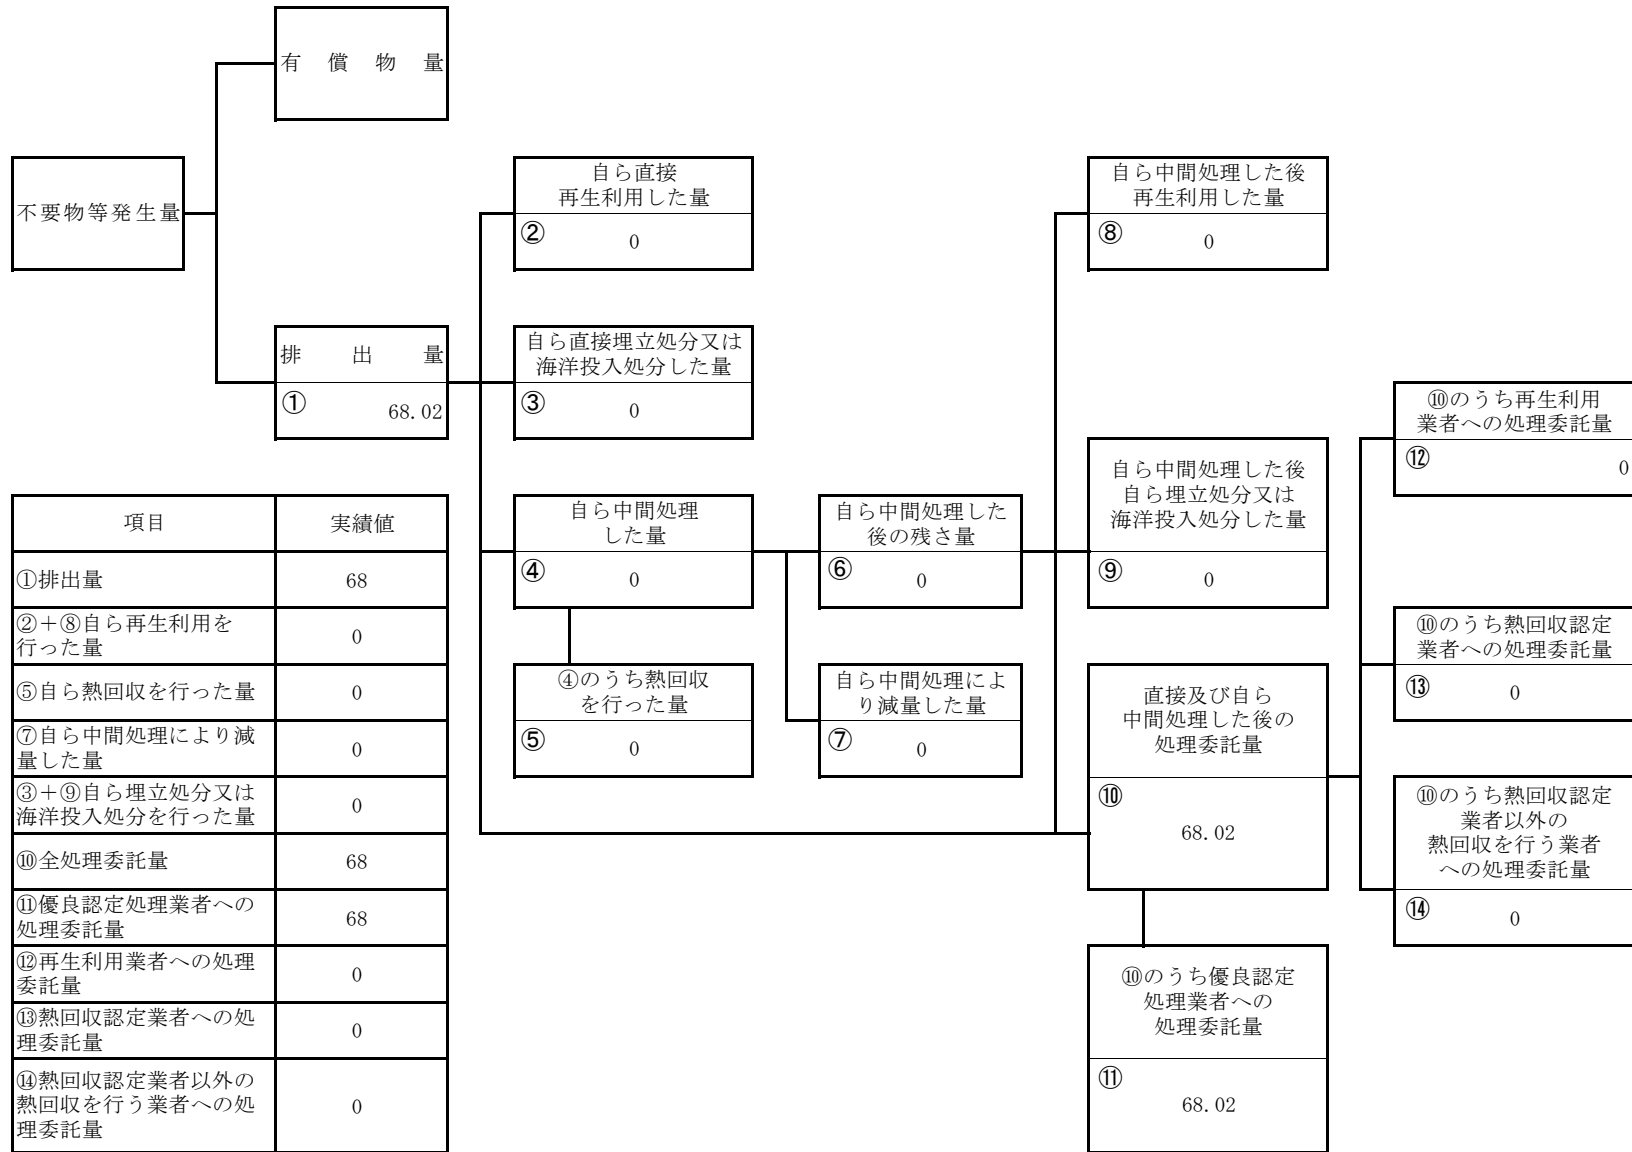 有償物量
不要物等発生量
自ら直接
再生利用した量
② 0
自ら中間処理した後
再生利用した量
⑧ 0
排出量
① 68.02
自ら直接埋立処分又は
海洋投入処分した量
③ 0
⑩のうち再生利用
業者への処理委託量
⑫ 0
自ら中間処理
した量
④ 0
自ら中間処理した
後の残さ量
⑥ 0
自ら中間処理した後
自ら埋立処分又は
海洋投入処分した量
⑨ 0
⑩のうち熱回収認定
業者への処理委託量
⑬ 0
④のうち熱回収
を行った量
⑤ 0
自ら中間処理によ
り減量した量
⑦ 0
直接及び自ら
中間処理した後の
処理委託量
⑩
68.02
⑩のうち熱回収認定
業者以外の
熱回収を行う業者
への処理委託量
⑭ 0
⑩のうち優良認定
処理業者への
処理委託量
⑪
68.02
項目 実績値
①排出量 68
②＋⑧自ら再生利用を
行った量 0
⑤自ら熱回収を行った量 0
⑦自ら中間処理により減
量した量 0
③＋⑨自ら埋立処分又は
海洋投入処分を行った量 0
⑩全処理委託量 68
⑪優良認定処理業者への
処理委託量 68
⑫再生利用業者への処理
委託量 0
⑬熱回収認定業者への処
理委託量 0
⑭熱回収認定業者以外の
熱回収を行う業者への処
理委託量 0